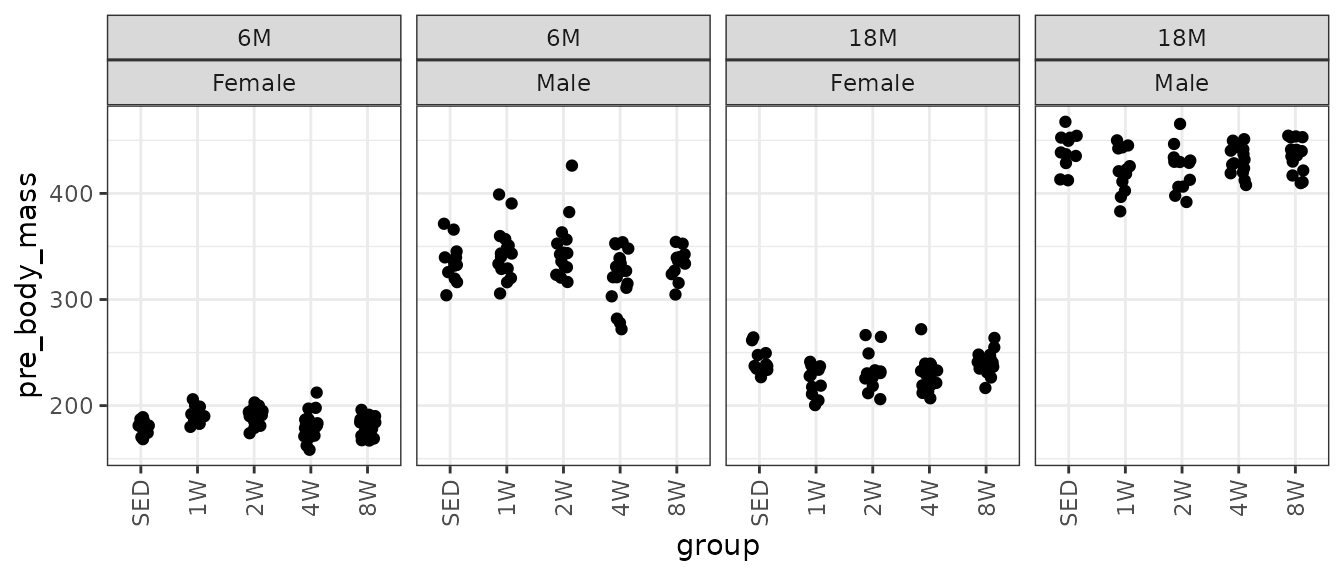 6M 6M 18M 18M
Female Male Female Male
pre_body_mass
400
300
200
SED 1W 2W 4W 8W SED 1W 2W 4W 8W SED 1W 2W 4W 8W SED 1W 2W 4W 8W
group